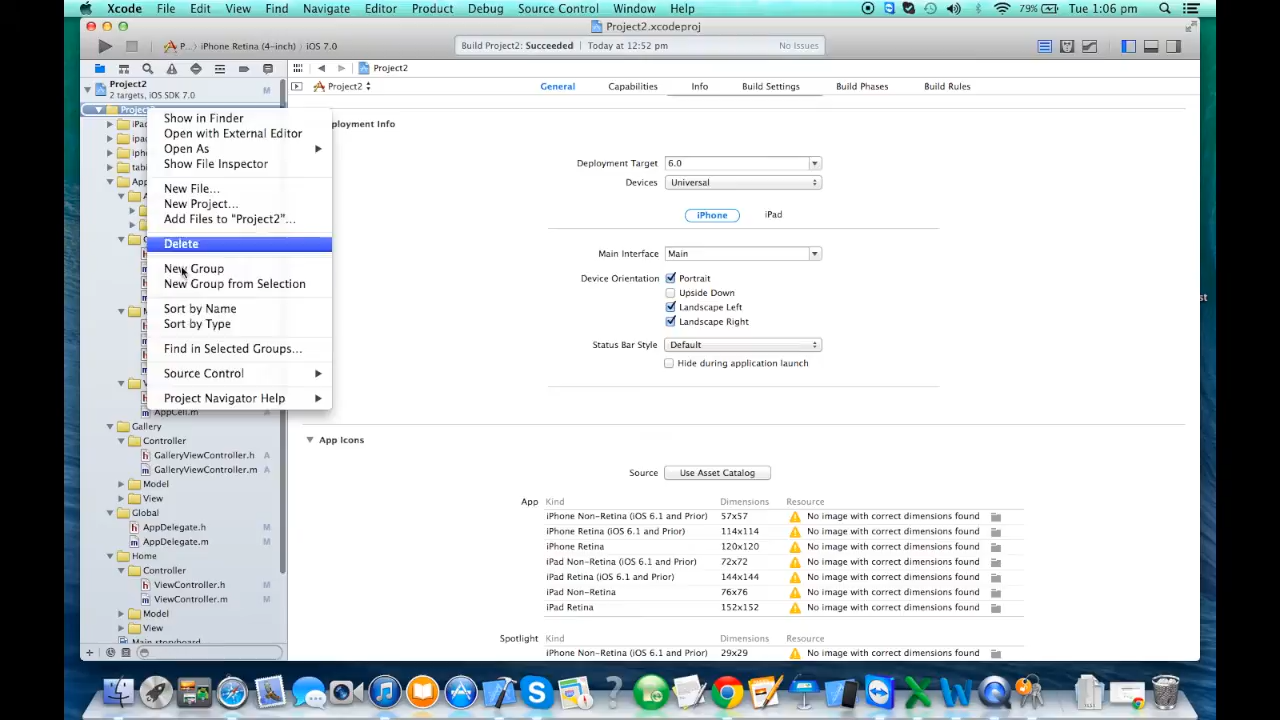 Xcode File Edit View Find Navigate Editor Product Debug Source Control Window Help 79% Tue 1:06 pm
Project2.xcodeproj
P... iPhone Retina (4-inch) iOS 7.0 Build Project2: Succeeded Today at 12:52 pm No Issues
Project2
2 targets, iOS SDK 7.0 M
Project2
Project2
General Capabilities Info Build Settings Build Phases Build Rules
Show in Finder
Open with External Editor
Open As
Show File Inspector
New File...
New Project...
Add Files to "Project2"...
Delete
New Group
New Group from Selection
Sort by Name
Sort by Type
Find in Selected Groups...
Source Control
Project Navigator Help
AppCell.m A
Gallery
Controller
GalleryViewController.h A
GalleryViewController.m A
Model
View
Global
AppDelegate.h M
AppDelegate.m M
Home
Controller
ViewController.h M
ViewController.m M
Model
View
Main.storyboard
ployment Info
Deployment Target 6.0
Devices Universal
iPhone iPad
Main Interface Main
Device Orientation Portrait
Upside Down
Landscape Left
Landscape Right
Status Bar Style Default
Hide during application launch
App Icons
Source Use Asset Catalog
App Kind Dimensions Resource
iPhone Non-Retina (iOS 6.1 and Prior) 57x57 No image with correct dimensions found
iPhone Retina (iOS 6.1 and Prior) 114x114 No image with correct dimensions found
iPhone Retina 120x120 No image with correct dimensions found
iPad Non-Retina (iOS 6.1 and Prior) 72x72 No image with correct dimensions found
iPad Retina (iOS 6.1 and Prior) 144x144 No image with correct dimensions found
iPad Non-Retina 76x76 No image with correct dimensions found
iPad Retina 152x152 No image with correct dimensions found
Spotlight Kind Dimensions Resource
iPhone Non-Retina (iOS 6.1 and Prior) 29x29 No image with correct dimensions found